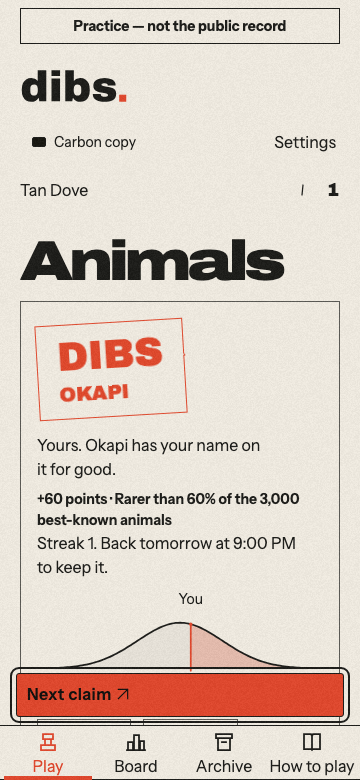 Practice — not the public record
dibs.
Carbon copy
Settings
Tan Dove
1
Animals
DIBS
OKAPI
Yours. Okapi has your name on
it for good.
+60 points · Rarer than 60% of the 3,000
best-known animals
Streak 1. Back tomorrow at 9:00 PM
to keep it.
You
Next claim ↗
Play
Board
Archive
How to play